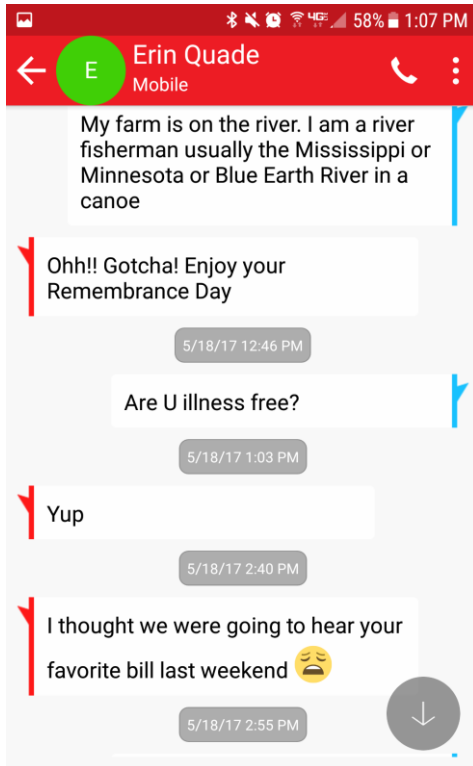 58% 1:07 PM
E
Erin Quade
Mobile
My farm is on the river. I am a river
fisherman usually the Mississippi or
Minnesota or Blue Earth River in a
canoe
Ohh!! Gotcha! Enjoy your
Remembrance Day
5/18/17 12:46 PM
Are U illness free?
5/18/17 1:03 PM
Yup
5/18/17 2:40 PM
I thought we were going to hear your
favorite bill last weekend 😩
5/18/17 2:55 PM